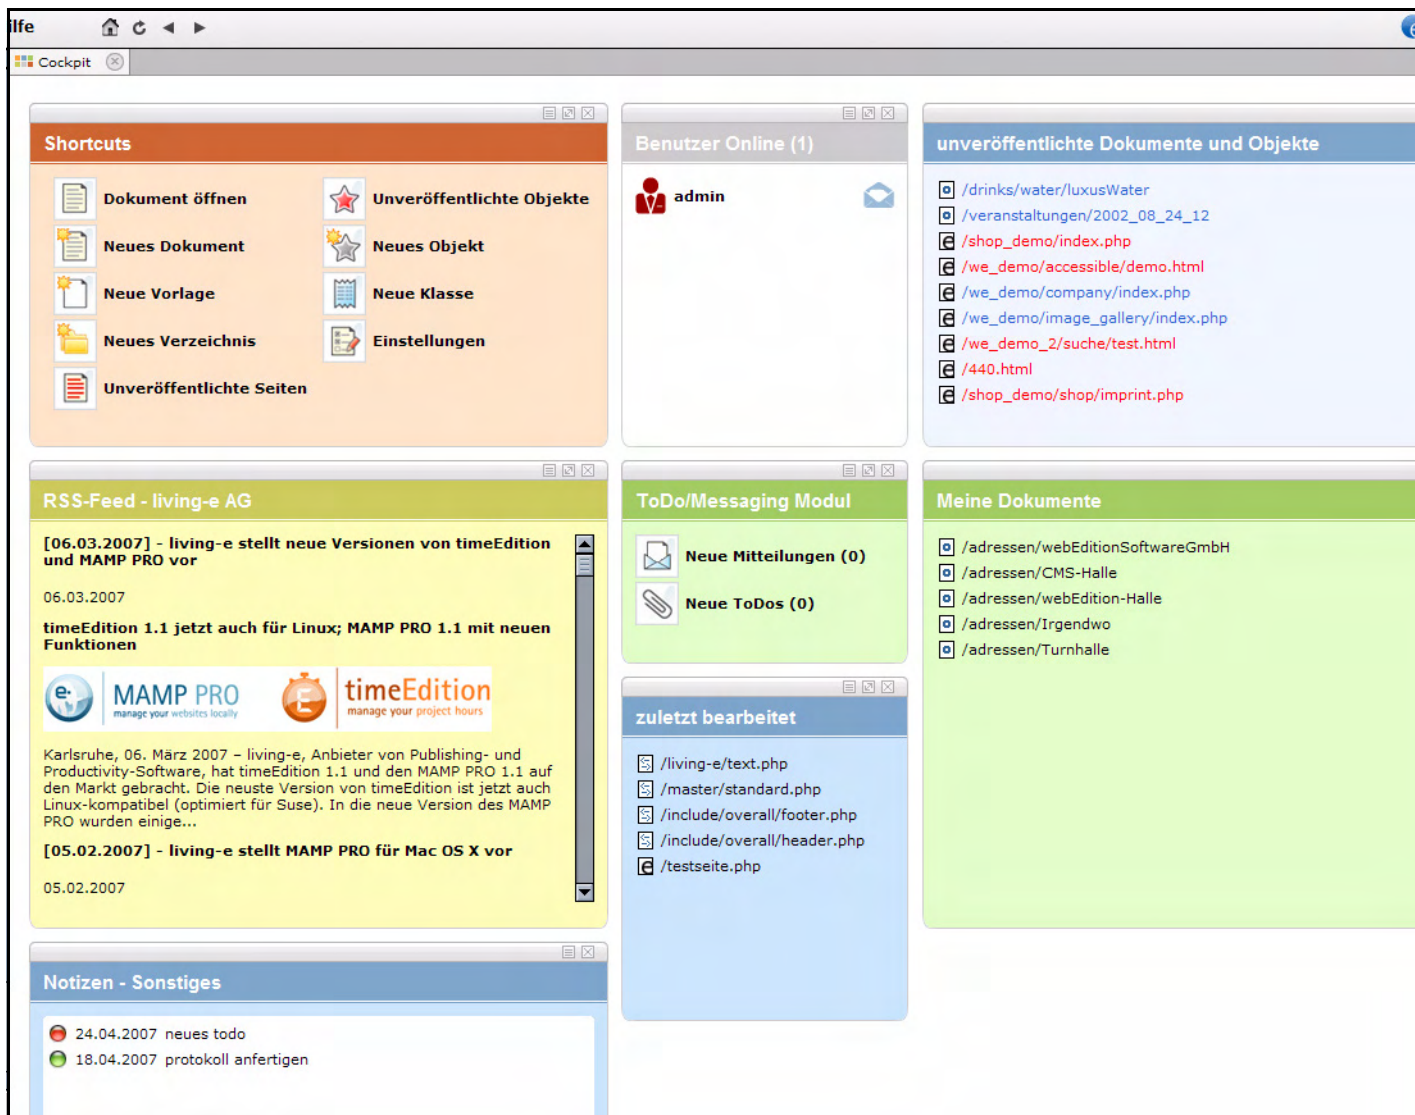 ilfe
Cockpit
Shortcuts
Dokument öffnen
Unveröffentlichte Objekte
Neues Dokument
Neues Objekt
Neue Vorlage
Neue Klasse
Neues Verzeichnis
Einstellungen
Unveröffentlichte Seiten
Benutzer Online (1)
admin
unveröffentlichte Dokumente und Objekte
/drinks/water/luxusWater
/veranstaltungen/2002_08_24_12
/shop_demo/index.php
/we_demo/accessible/demo.html
/we_demo/company/index.php
/we_demo/image_gallery/index.php
/we_demo_2/suche/test.html
/440.html
/shop_demo/shop/imprint.php
RSS-Feed - living-e AG
[06.03.2007] - living-e stellt neue Versionen von timeEdition
und MAMP PRO vor
06.03.2007
timeEdition 1.1 jetzt auch für Linux; MAMP PRO 1.1 mit neuen
Funktionen
e.
MAMP PRO
manage your websites locally
E
timeEdition
manage your project hours
Karlsruhe, 06. März 2007 – living-e, Anbieter von Publishing- und
Productivity-Software, hat timeEdition 1.1 und den MAMP PRO 1.1 auf
den Markt gebracht. Die neuste Version von timeEdition ist jetzt auch
Linux-kompatibel (optimiert für Suse). In die neue Version des MAMP
PRO wurden einige...
[05.02.2007] - living-e stellt MAMP PRO für Mac OS X vor
05.02.2007
ToDo/Messaging Modul
Neue Mitteilungen (0)
Neue ToDos (0)
Meine Dokumente
/adressen/webEditionSoftwareGmbH
/adressen/CMS-Halle
/adressen/webEdition-Halle
/adressen/Irgendwo
/adressen/Turnhalle
zuletzt bearbeitet
/living-e/text.php
/master/standard.php
/include/overall/footer.php
/include/overall/header.php
/testseite.php
Notizen - Sonstiges
24.04.2007 neues todo
18.04.2007 protokoll anfertigen